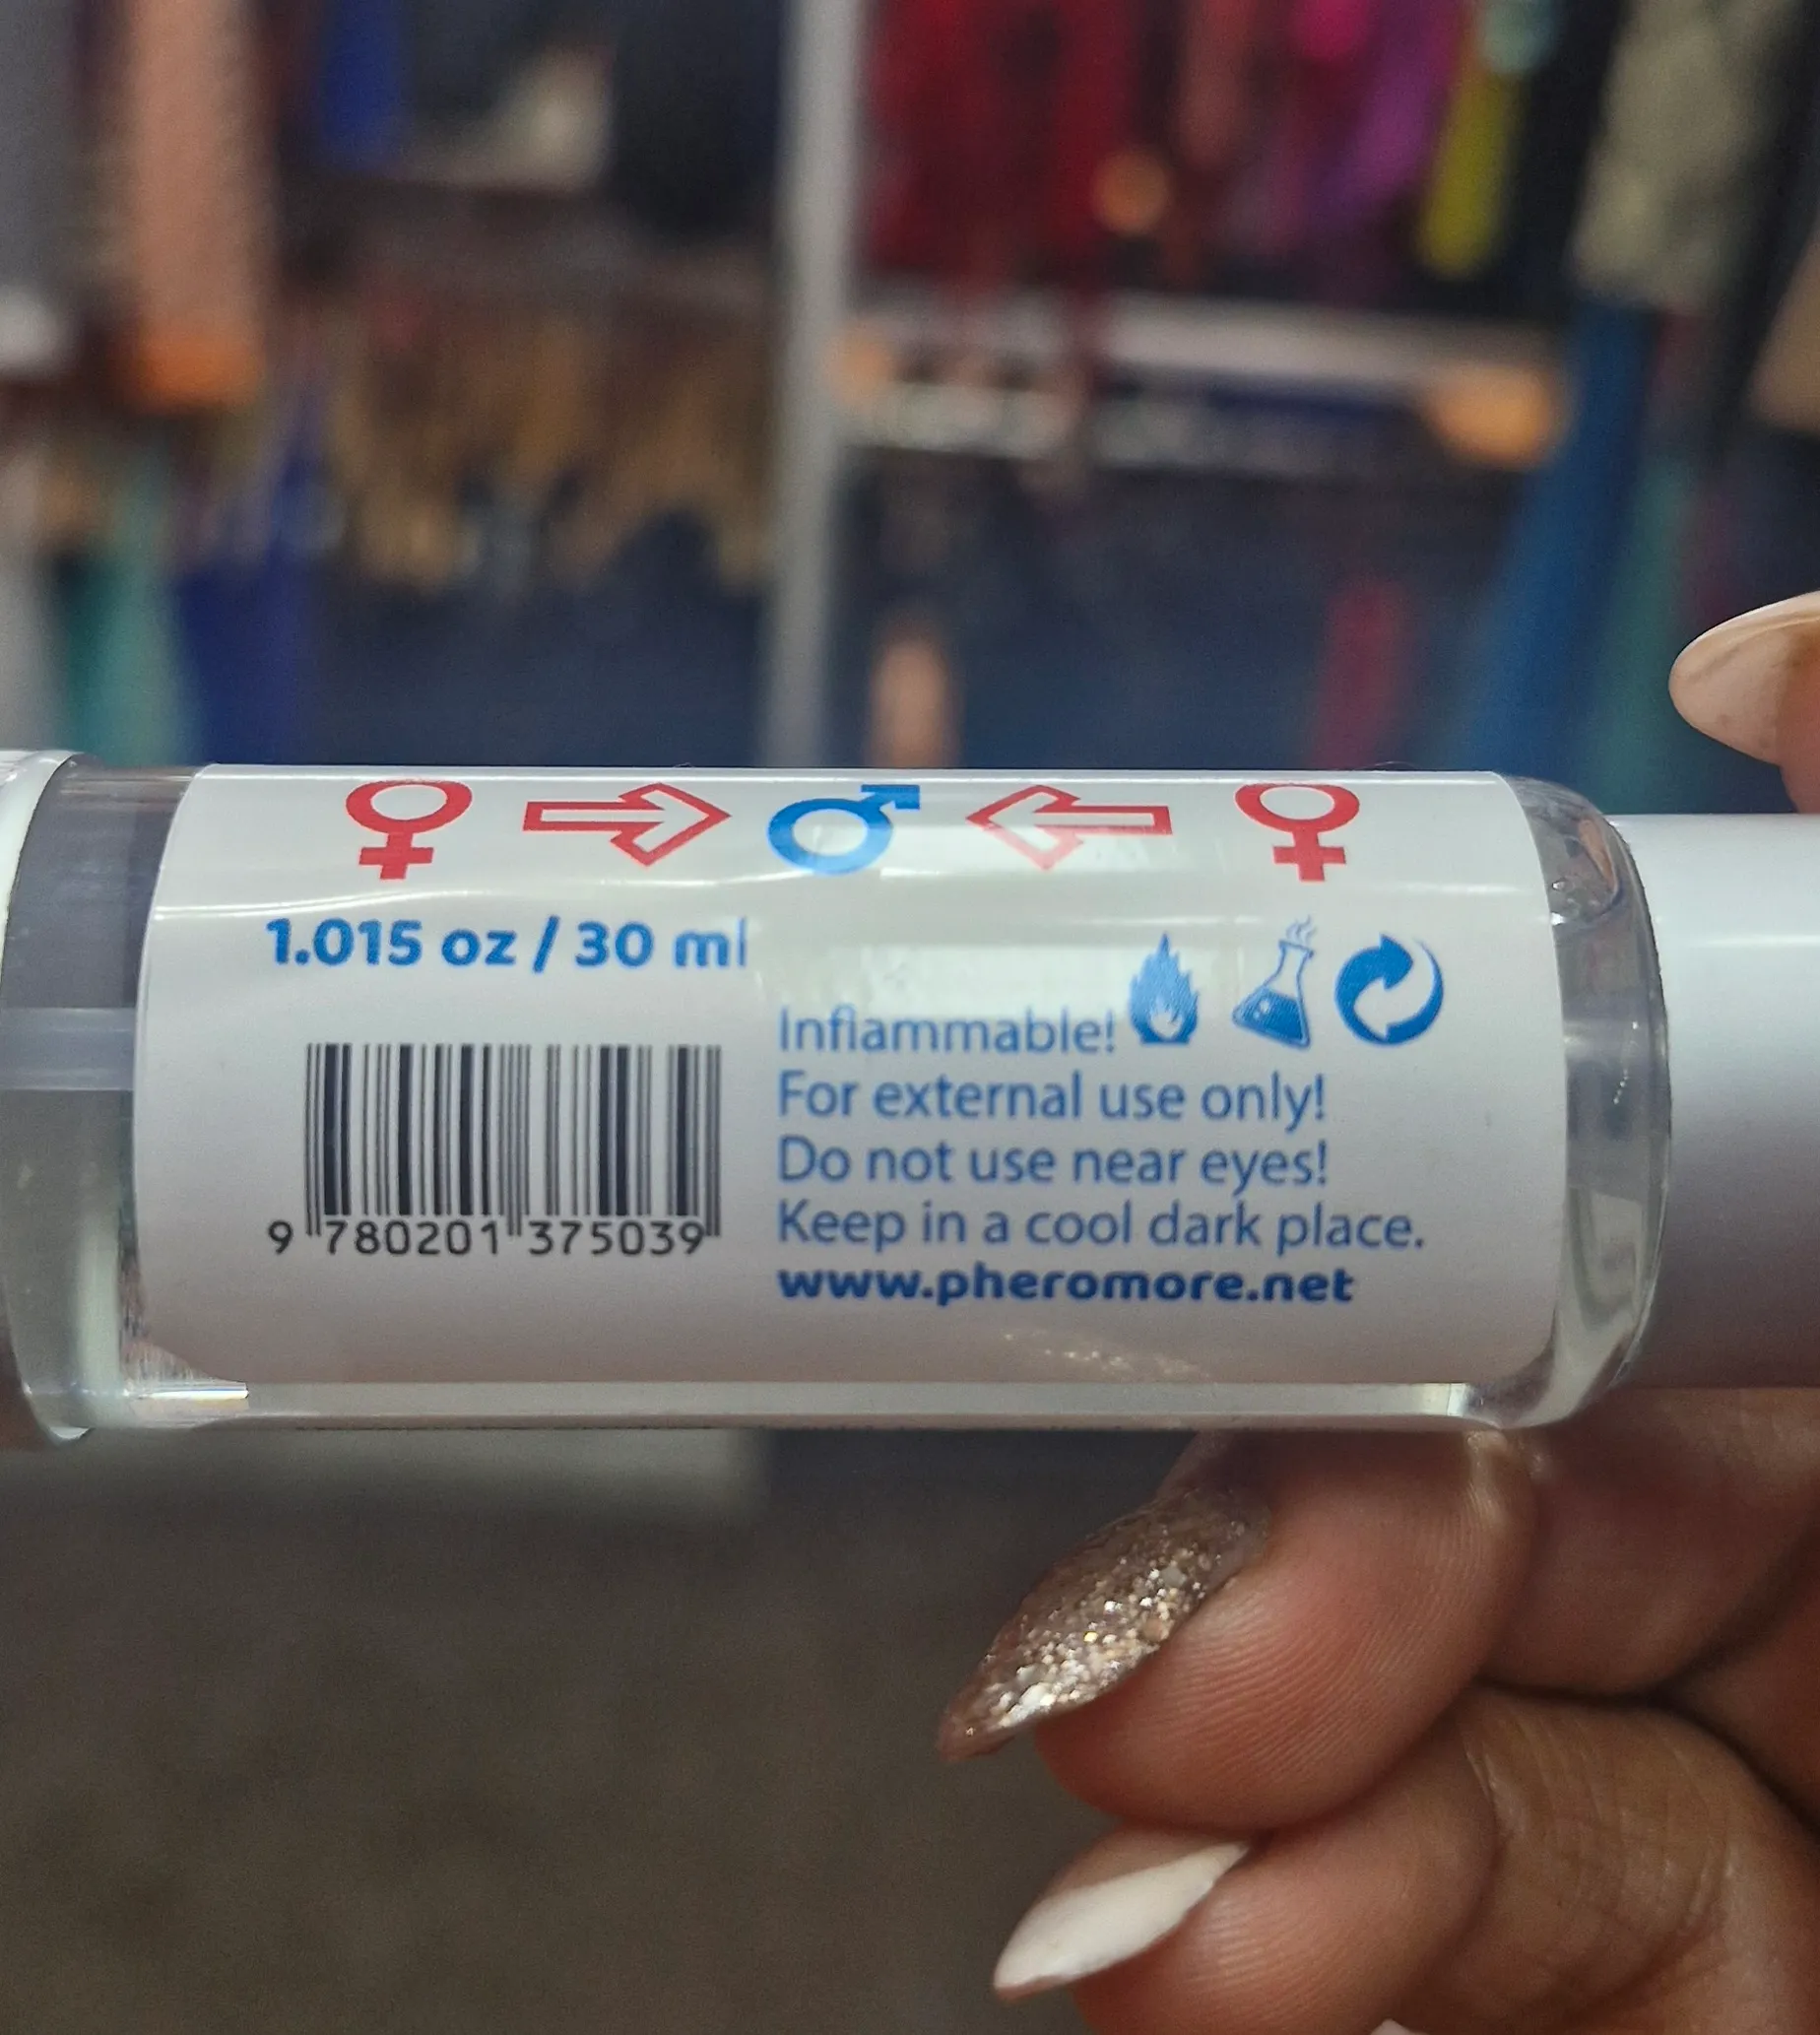 1.015 oz / 30 ml
Inflammable!
For external use only!
Do not use near eyes!
Keep in a cool dark place.
www.pheromore.net
9 780201 375039